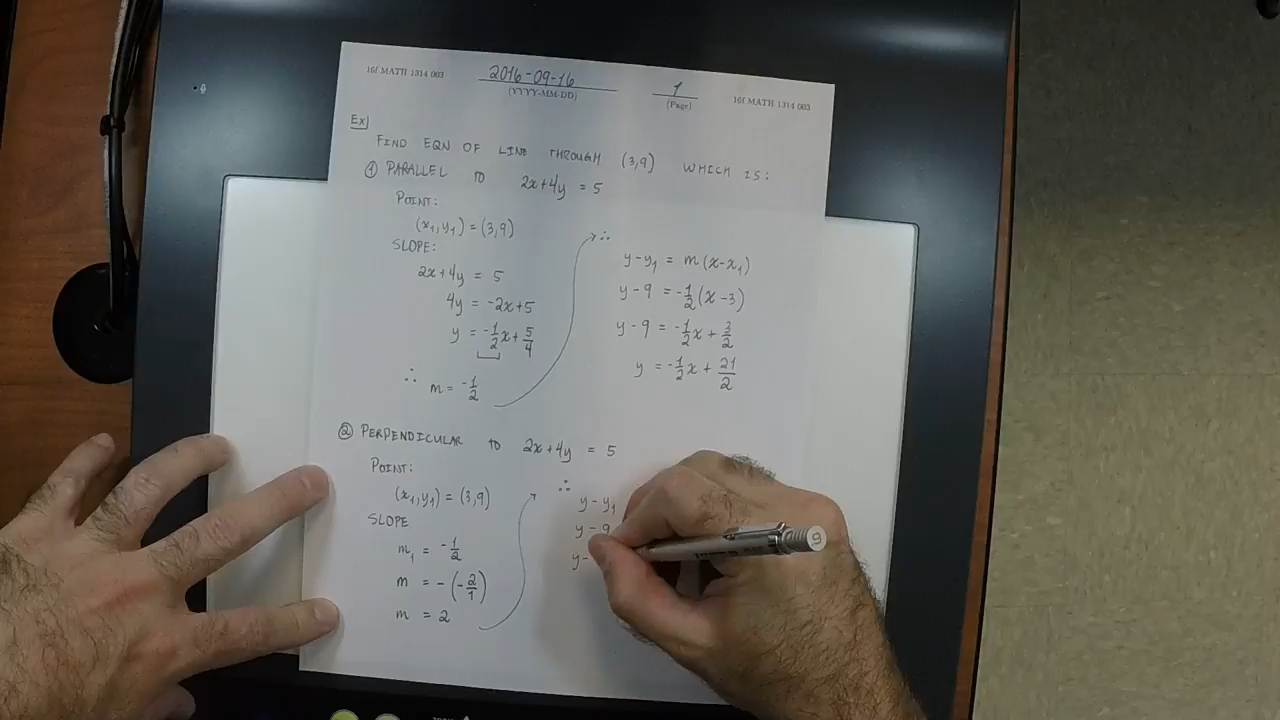 16f MATH 1314 003 2016-09-16 1 16f MATH 1314 003
(YYYY-MM-DD) (Page)
Ex)
FIND EQN OF LINE THROUGH (3,9) WHICH IS:
① PARALLEL TO 2x+4y = 5
POINT:
(x₁,y₁) = (3,9)
SLOPE:
2x+4y = 5
4y = -2x+5
y = -1/2x+5/4
∴ m = -1/2
∴
y-y₁ = m(x-x₁)
y-9 = -1/2(x-3)
y-9 = -1/2x + 3/2
y = -1/2x + 21/2
② PERPENDICULAR TO 2x+4y = 5
POINT:
(x₁,y₁) = (3,9)
SLOPE
m₁ = -1/2
m = -(-2/1)
m = 2
∴
y-y₁
y-9
y-